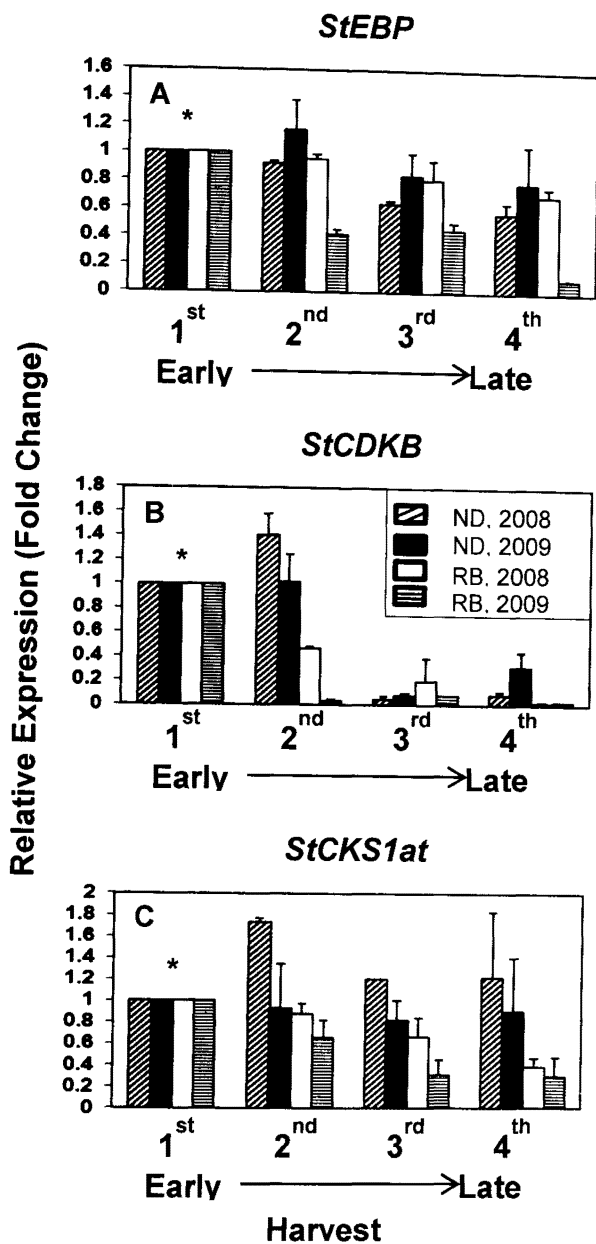 StEBP
1.6
1.4
1.2
1
0.8
0.6
0.4
0.2
0
A
*
1st 2nd 3rd 4th
Early Late
Relative Expression (Fold Change)
StCDKB
1.8
1.6
1.4
1.2
1
0.8
0.6
0.4
0.2
0
B
*
ND, 2008
ND, 2009
RB, 2008
RB, 2009
1st 2nd 3rd 4th
Early Late
StCKS1at
2
1.8
1.6
1.4
1.2
1
0.8
0.6
0.4
0.2
0
C
*
1st 2nd 3rd 4th
Early Late
Harvest